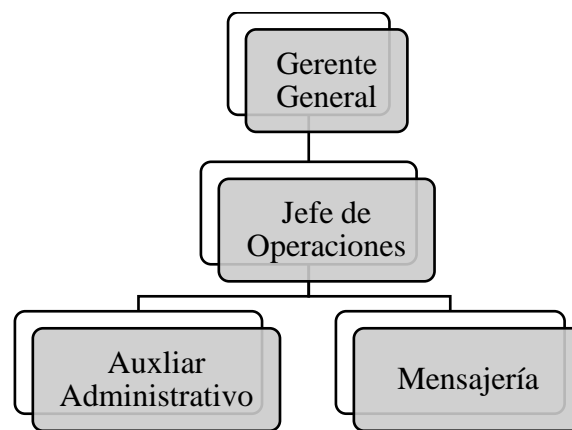 Gerente
General
Jefe de
Operaciones
Auxliar
Administrativo
Mensajería